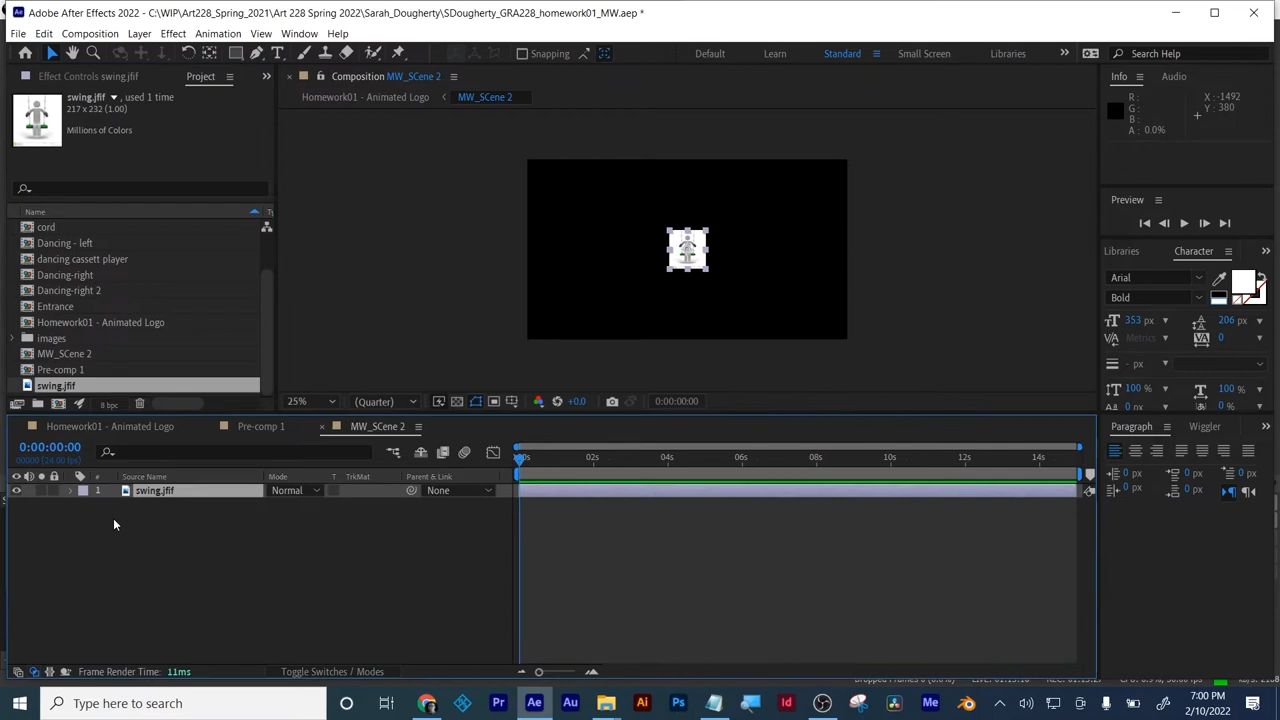 Adobe After Effects 2022 - C:\WIP\Art228_Spring_2021\Art 228 Spring 2022\Sarah_Dougherty\SDougherty_GRA228_homework01_MW.aep *
File Edit Composition Layer Effect Animation View Window Help
Snapping Default Learn Standard Small Screen Libraries Search Help
Effect Controls swing.jfif Project Composition MW_SCene 2 Info Audio
swing.jfif , used 1 time
217 x 232 (1.00)
Millions of Colors
Homework01 - Animated Logo MW_SCene 2
R: X: -1492
G: Y: 380
B:
A: 0.0%
Preview
Name Ty
cord
Dancing - left
dancing cassett player
Dancing-right
Dancing-right 2
Entrance
Homework01 - Animated Logo
images
MW_SCene 2
Pre-comp 1
swing.jfif
Libraries Character
Arial
Bold
353 px 206 px
Metrics 0
- px
100 % 100 %
0 px 0 %
8 bpc 25% (Quarter) +0.0 0:00:00:00
Homework01 - Animated Logo Pre-comp 1 MW_SCene 2
Paragraph Wiggler
0:00:00:00
00000 (24.00 fps)
02s 04s 06s 08s 10s 12s 14s
# Source Name Mode T TrkMat Parent & Link
1 swing.jfif Normal None
0 px 0 px 0 px
0 px 0 px
Frame Render Time: 11ms Toggle Switches / Modes
Type here to search
7:00 PM
2/10/2022